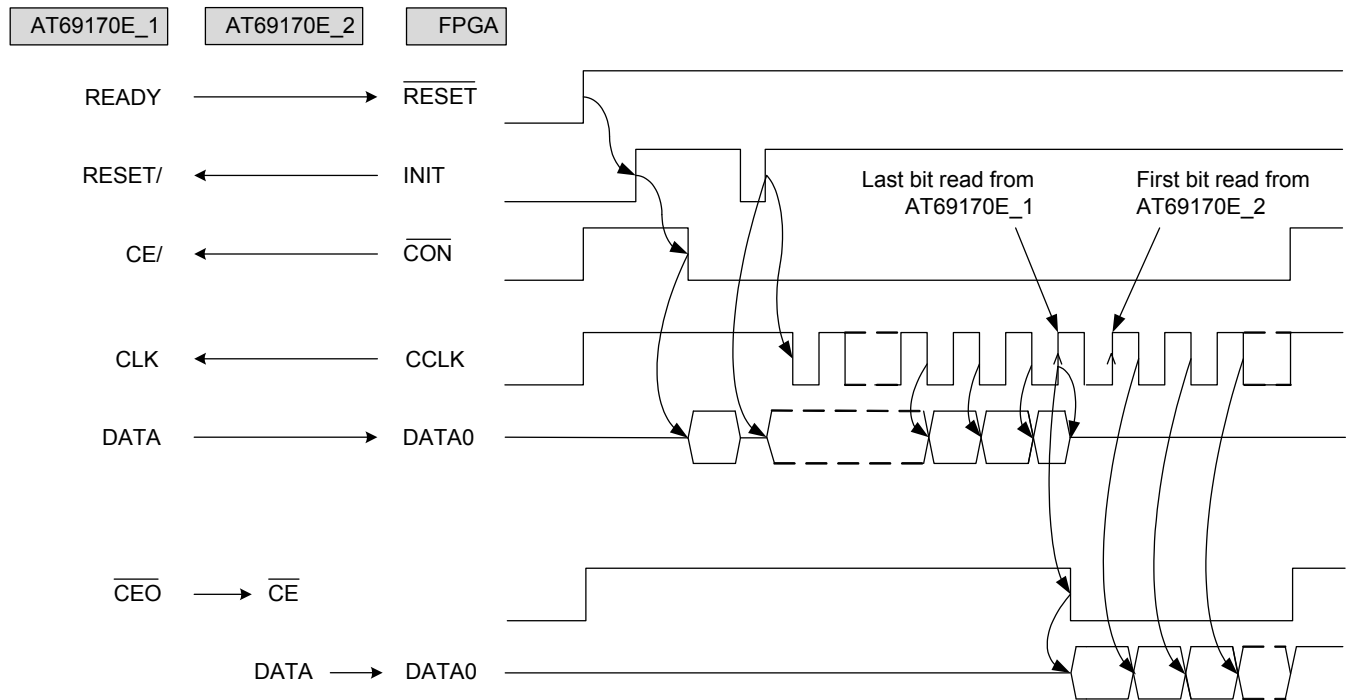 AT69170E_1 AT69170E_2 FPGA
READY RESET
RESET/ INIT
Last bit read from
AT69170E_1
First bit read from
AT69170E_2
CE/ CON
CLK CCLK
DATA DATA0
CEO CE
DATA DATA0